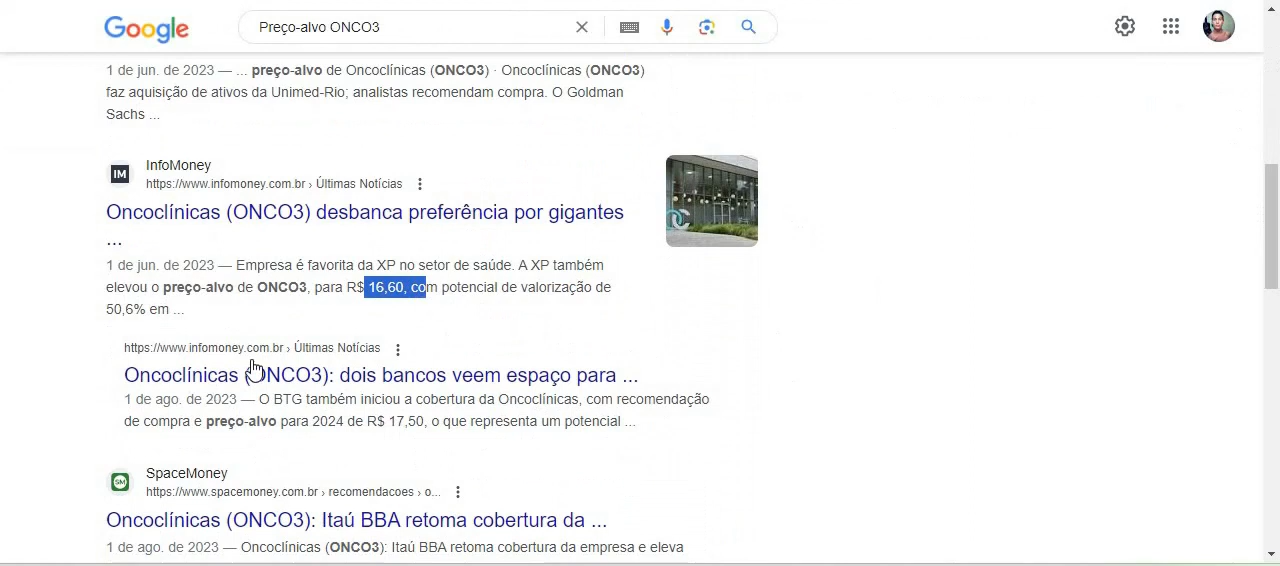 Google
Preço-alvo ONCO3
1 de jun. de 2023 — ... preço-alvo de Oncoclínicas (ONCO3) · Oncoclínicas (ONCO3)
faz aquisição de ativos da Unimed-Rio; analistas recomendam compra. O Goldman
Sachs ...
IM
InfoMoney
https://www.infomoney.com.br › Últimas Notícias
Oncoclínicas (ONCO3) desbanca preferência por gigantes
...
1 de jun. de 2023 — Empresa é favorita da XP no setor de saúde. A XP também
elevou o preço-alvo de ONCO3, para R$ 16,60, com potencial de valorização de
50,6% em ...
https://www.infomoney.com.br › Últimas Notícias
Oncoclínicas (ONCO3): dois bancos veem espaço para ...
1 de ago. de 2023 — O BTG também iniciou a cobertura da Oncoclínicas, com recomendação
de compra e preço-alvo para 2024 de R$ 17,50, o que representa um potencial ...
SM
SpaceMoney
https://www.spacemoney.com.br › recomendacoes › o...
Oncoclínicas (ONCO3): Itaú BBA retoma cobertura da ...
1 de ago. de 2023 — Oncoclínicas (ONCO3): Itaú BBA retoma cobertura da empresa e eleva